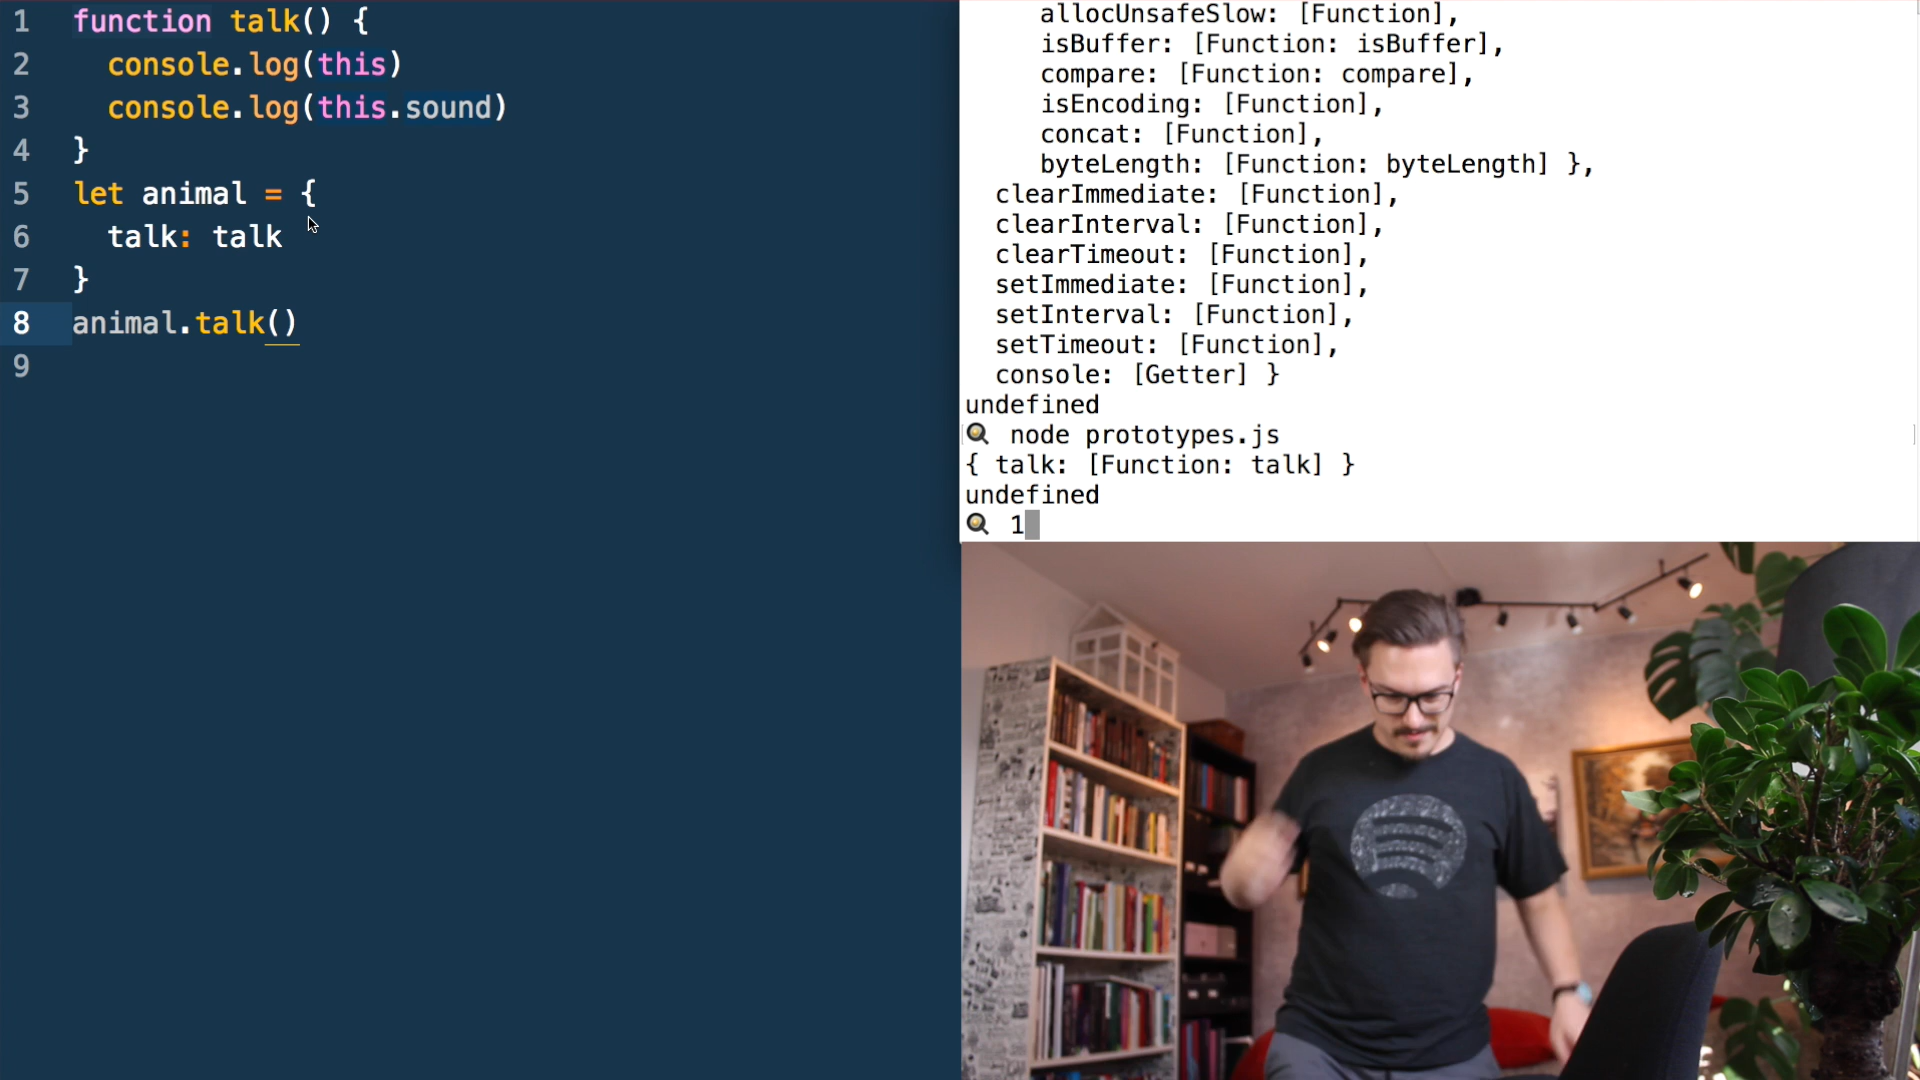 1 function talk() {
2 console.log(this)
3 console.log(this.sound)
4 }
5 let animal = {
6 talk: talk
7 }
8 animal.talk()
9
allocUnsafeSlow: [Function],
isBuffer: [Function: isBuffer],
compare: [Function: compare],
isEncoding: [Function],
concat: [Function],
byteLength: [Function: byteLength] },
clearImmediate: [Function],
clearInterval: [Function],
clearTimeout: [Function],
setImmediate: [Function],
setInterval: [Function],
setTimeout: [Function],
console: [Getter] }
undefined
node prototypes.js
{ talk: [Function: talk] }
undefined
1